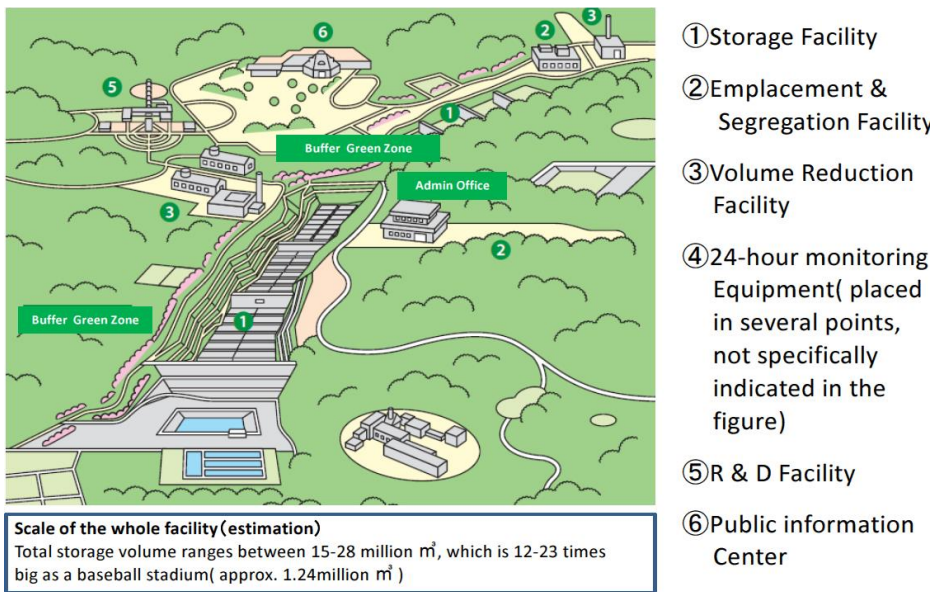 ⑥
②
③
⑤
①
Buffer Green Zone
Admin Office
③
②
Buffer Green Zone
①
Scale of the whole facility(estimation)
Total storage volume ranges between 15-28 million ㎥, which is 12-23 times
big as a baseball stadium( approx. 1.24million ㎥ )
①Storage Facility
②Emplacement &
Segregation Facility
③Volume Reduction
Facility
④24-hour monitoring
Equipment( placed
in several points,
not specifically
indicated in the
figure)
⑤R & D Facility
⑥Public information
Center